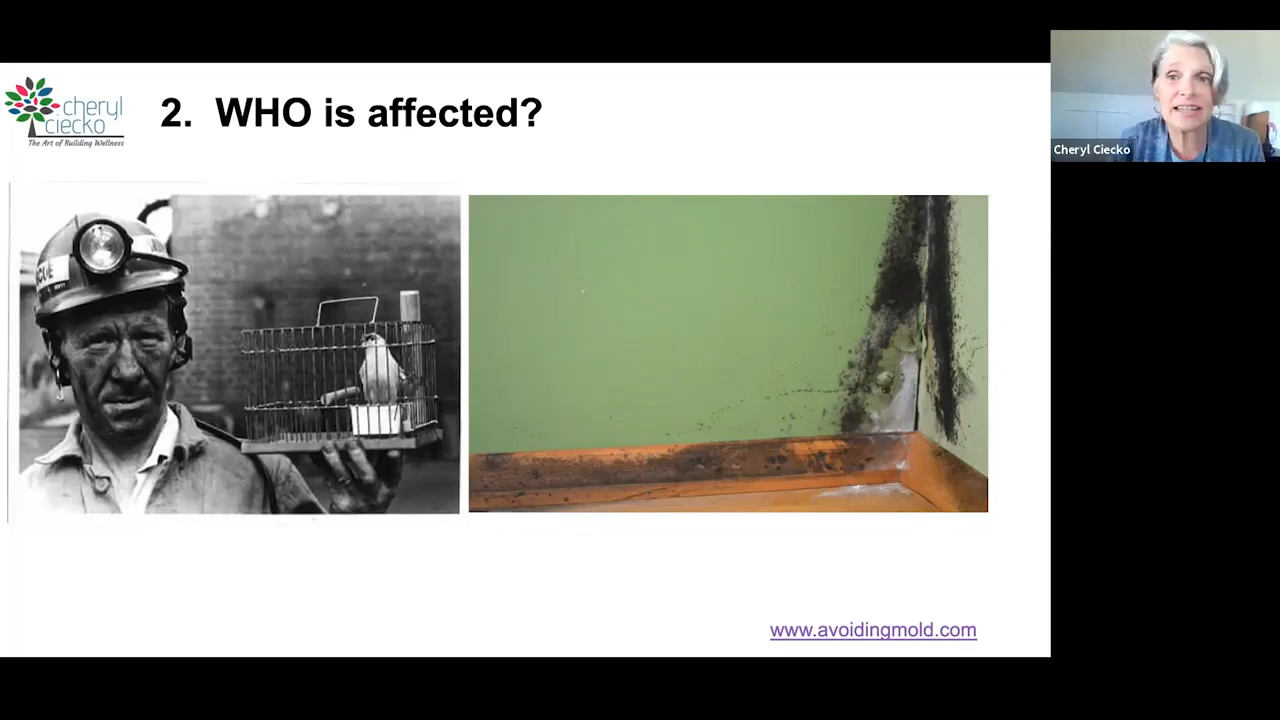 cheryl
ciecko
The Art of Building Wellness
2. WHO is affected?
Cheryl Ciecko
www.avoidingmold.com